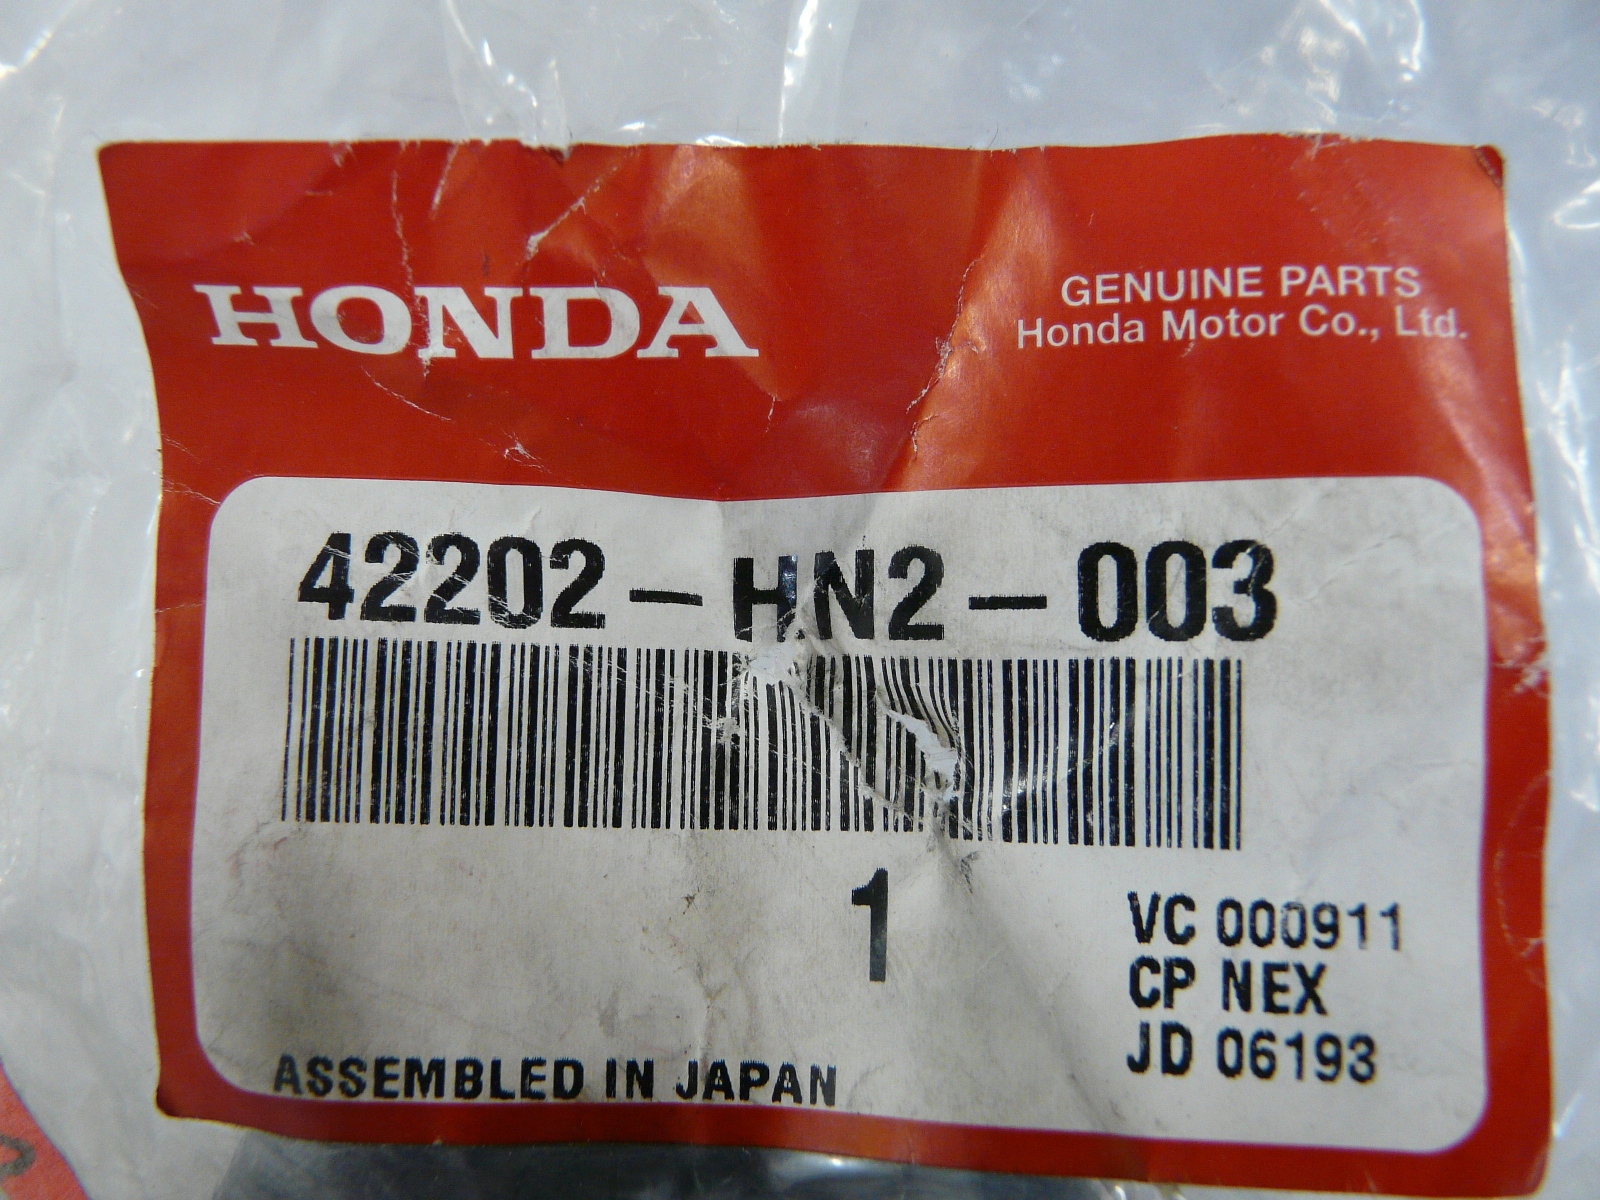 HONDA
GENUINE PARTS
Honda Motor Co., Ltd.
42202-HN2-003
1
VC 000911
CP NEX
JD 06193
ASSEMBLED IN JAPAN